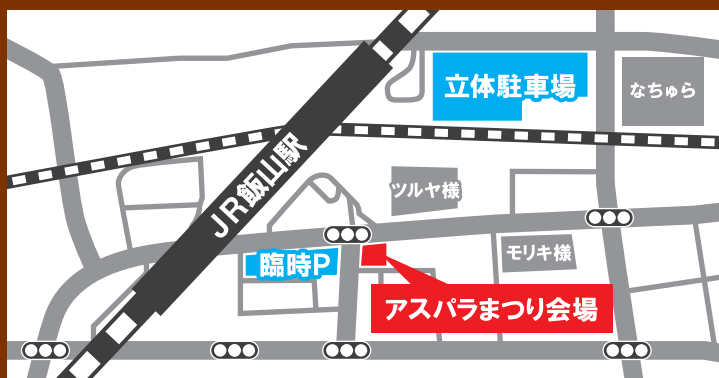 立体駐車場
なちゅら
JR飯山駅
ツルヤ様
臨時P
モリキ様
アスパラまつり会場